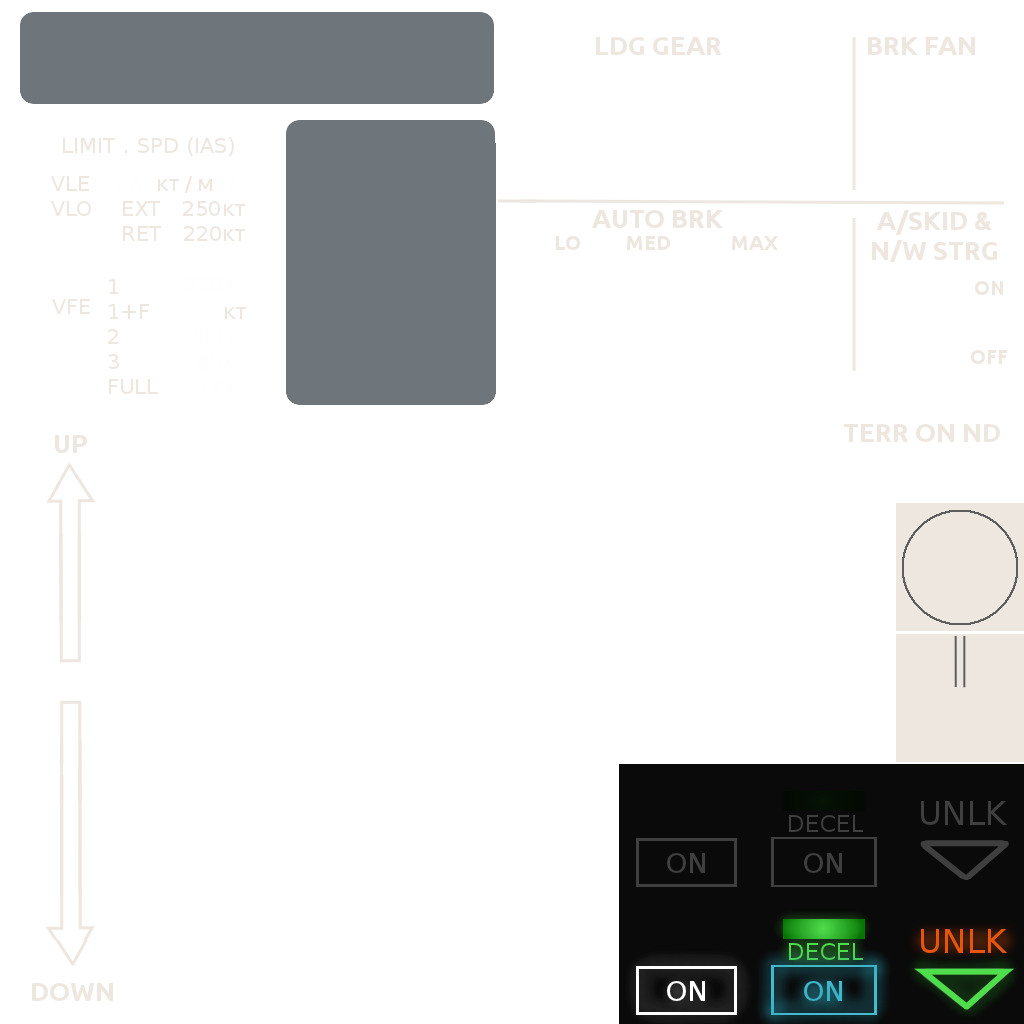 LDG GEAR
BRK FAN
LIMIT . SPD (IAS)
VLE KT / M
VLO EXT 250KT
RET 220KT
VFE
1
1+F KT
2
3
FULL
AUTO BRK
LO MED MAX
A/SKID &
N/W STRG
ON
OFF
TERR ON ND
UP
DOWN
UNLK
DECEL
ON ON
UNLK
DECEL
ON ON